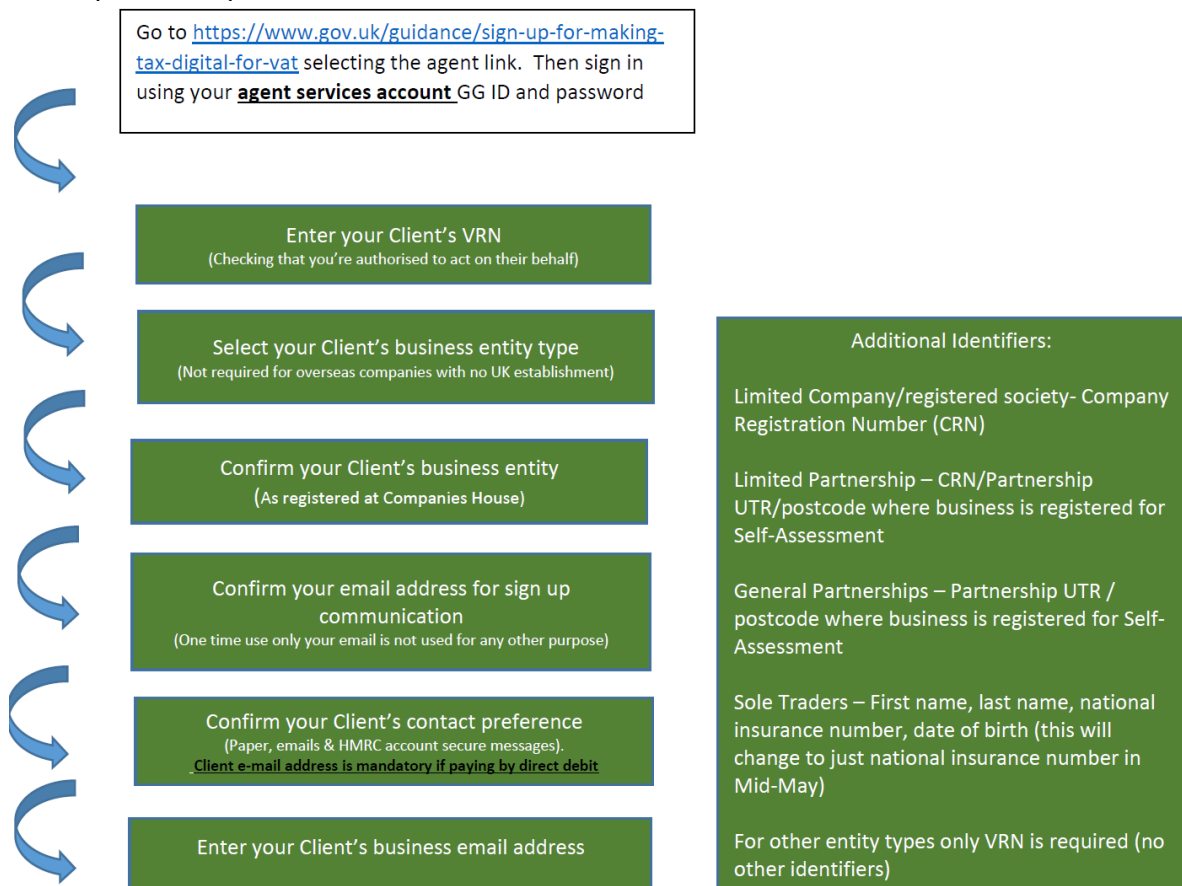 Go to https://www.gov.uk/guidance/sign-up-for-making-
tax-digital-for-vat selecting the agent link.  Then sign in
using your agent services account GG ID and password
Enter your Client's VRN
(Checking that you're authorised to act on their behalf)
Select your Client's business entity type
(Not required for overseas companies with no UK establishment)
Confirm your Client's business entity
(As registered at Companies House)
Confirm your email address for sign up
communication
(One time use only your email is not used for any other purpose)
Confirm your Client's contact preference
(Paper, emails & HMRC account secure messages).
Client e-mail address is mandatory if paying by direct debit
Enter your Client's business email address
Additional Identifiers:
Limited Company/registered society- Company
Registration Number (CRN)
Limited Partnership – CRN/Partnership
UTR/postcode where business is registered for
Self-Assessment
General Partnerships – Partnership UTR /
postcode where business is registered for Self-
Assessment
Sole Traders – First name, last name, national
insurance number, date of birth (this will
change to just national insurance number in
Mid-May)
For other entity types only VRN is required (no
other identifiers)